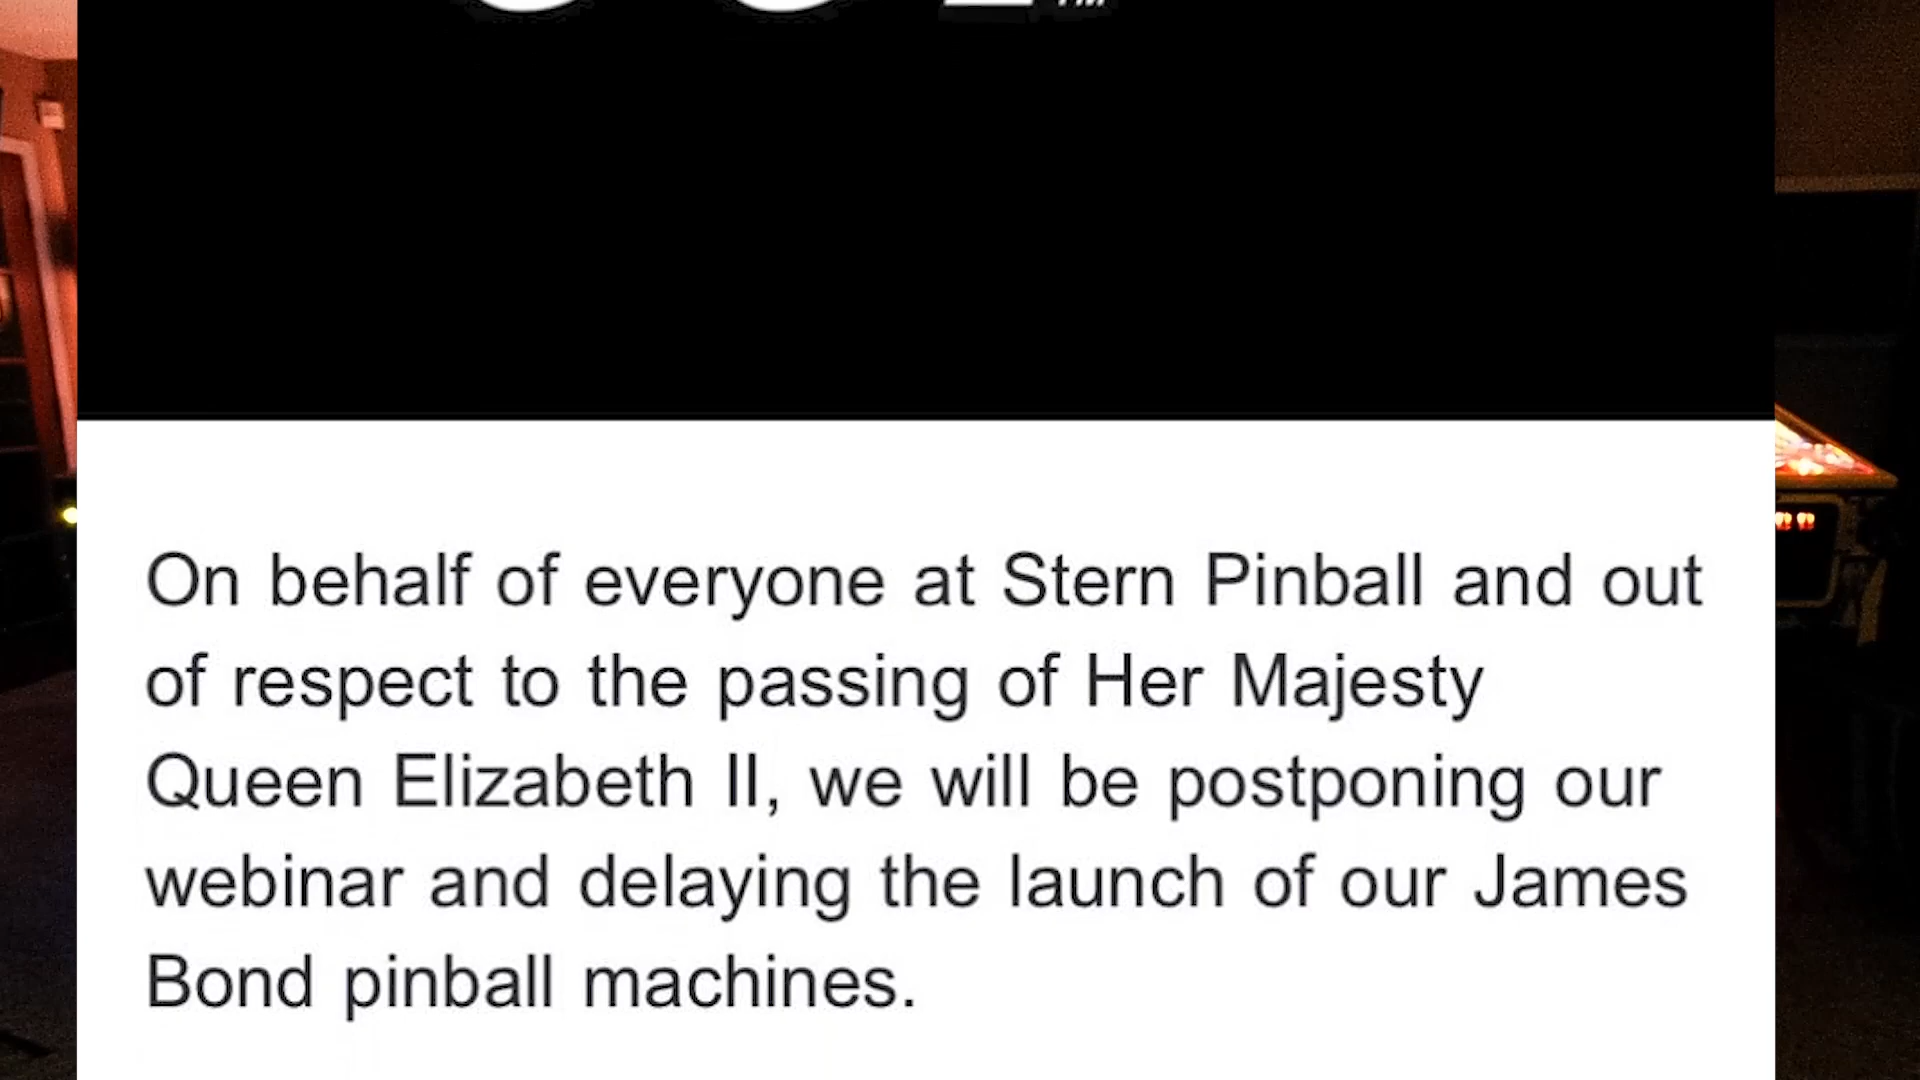 TM
On behalf of everyone at Stern Pinball and out
of respect to the passing of Her Majesty
Queen Elizabeth II, we will be postponing our
webinar and delaying the launch of our James
Bond pinball machines.